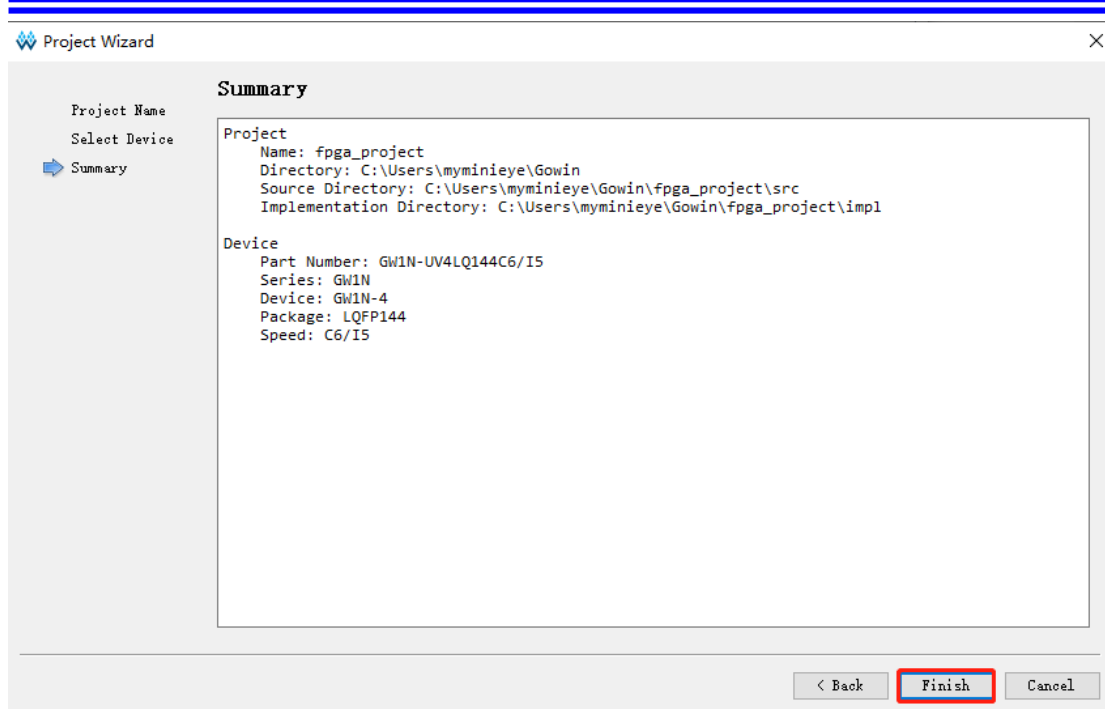 Project Wizard
Project Name
Select Device
Summary
Summary
Project
Name: fpga_project
Directory: C:\Users\myminieye\Gowin
Source Directory: C:\Users\myminieye\Gowin\fpga_project\src
Implementation Directory: C:\Users\myminieye\Gowin\fpga_project\impl
Device
Part Number: GW1N-UV4LQ144C6/I5
Series: GW1N
Device: GW1N-4
Package: LQFP144
Speed: C6/I5
< Back
Finish
Cancel